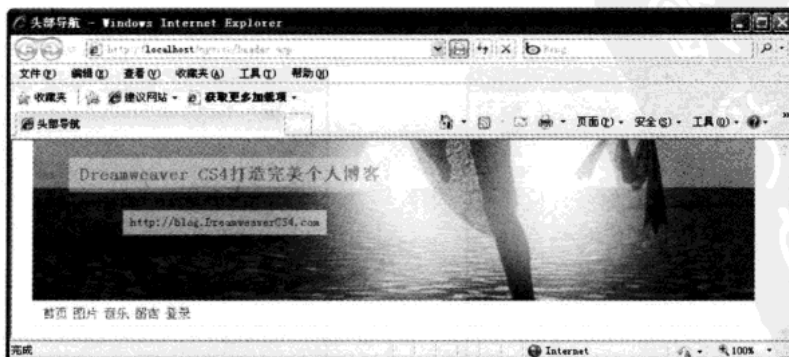 头部导航 - Windows Internet Explorer
http://localhost/ /header.asp
Bing
文件(F) 编辑(E) 查看(V) 收藏夹(A) 工具(T) 帮助(H)
收藏夹 建议网站 获取更多加载项
头部导航
页面(P) 安全(S) 工具(O)
Dreamweaver CS4打造完美个人博客
http://blog.DreamweaverCS4.com
首页 图片 音乐 留言 登录
完成
Internet
100%